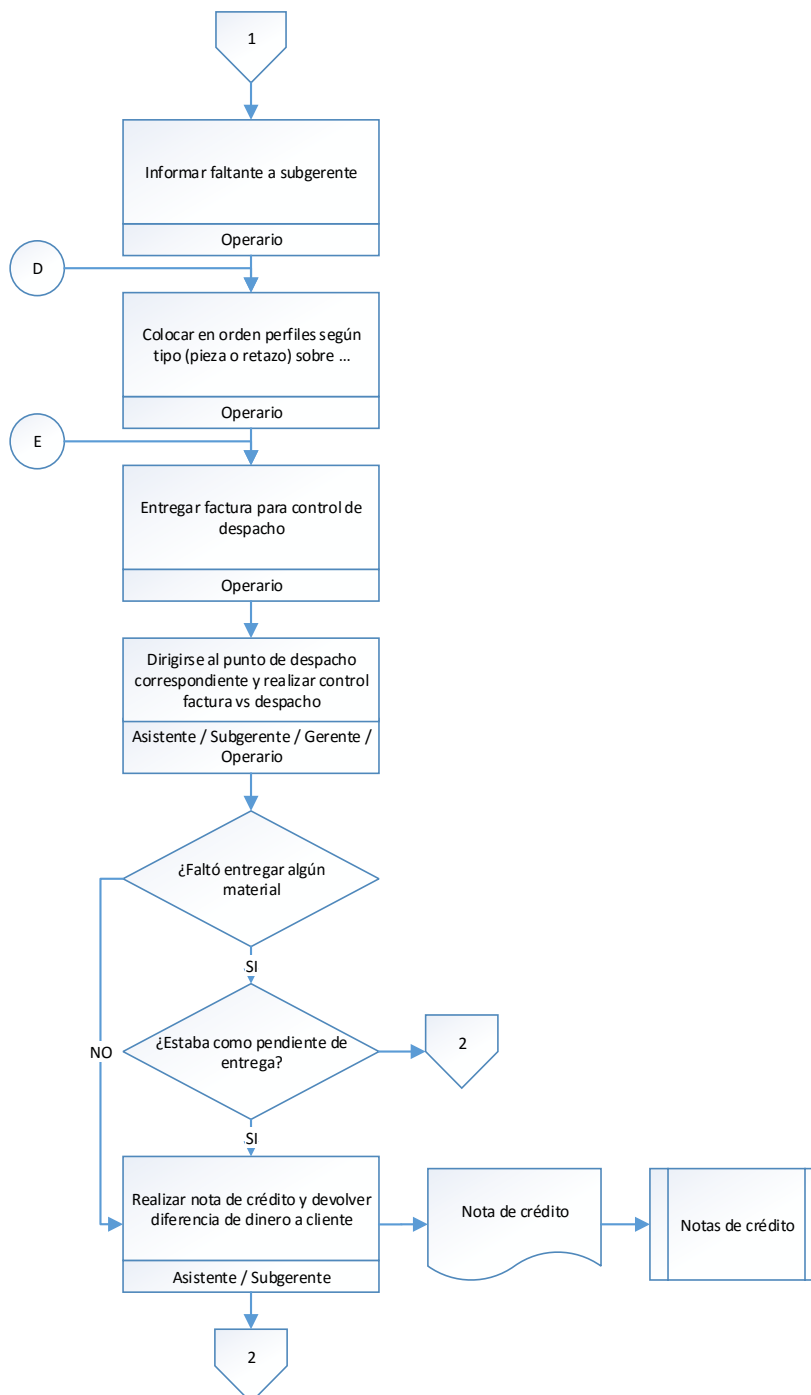 1
Informar faltante a subgerente
Operario
D
Colocar en orden perfiles según
tipo (pieza o retazo) sobre …
Operario
E
Entregar factura para control de
despacho
Operario
Dirigirse al punto de despacho
correspondiente y realizar control
factura vs despacho
Asistente / Subgerente / Gerente /
Operario
¿Faltó entregar algún
material
SI
¿Estaba como pendiente de
entrega?
2
NO
SI
Realizar nota de crédito y devolver
diferencia de dinero a cliente
Asistente / Subgerente
Nota de crédito
Notas de crédito
2